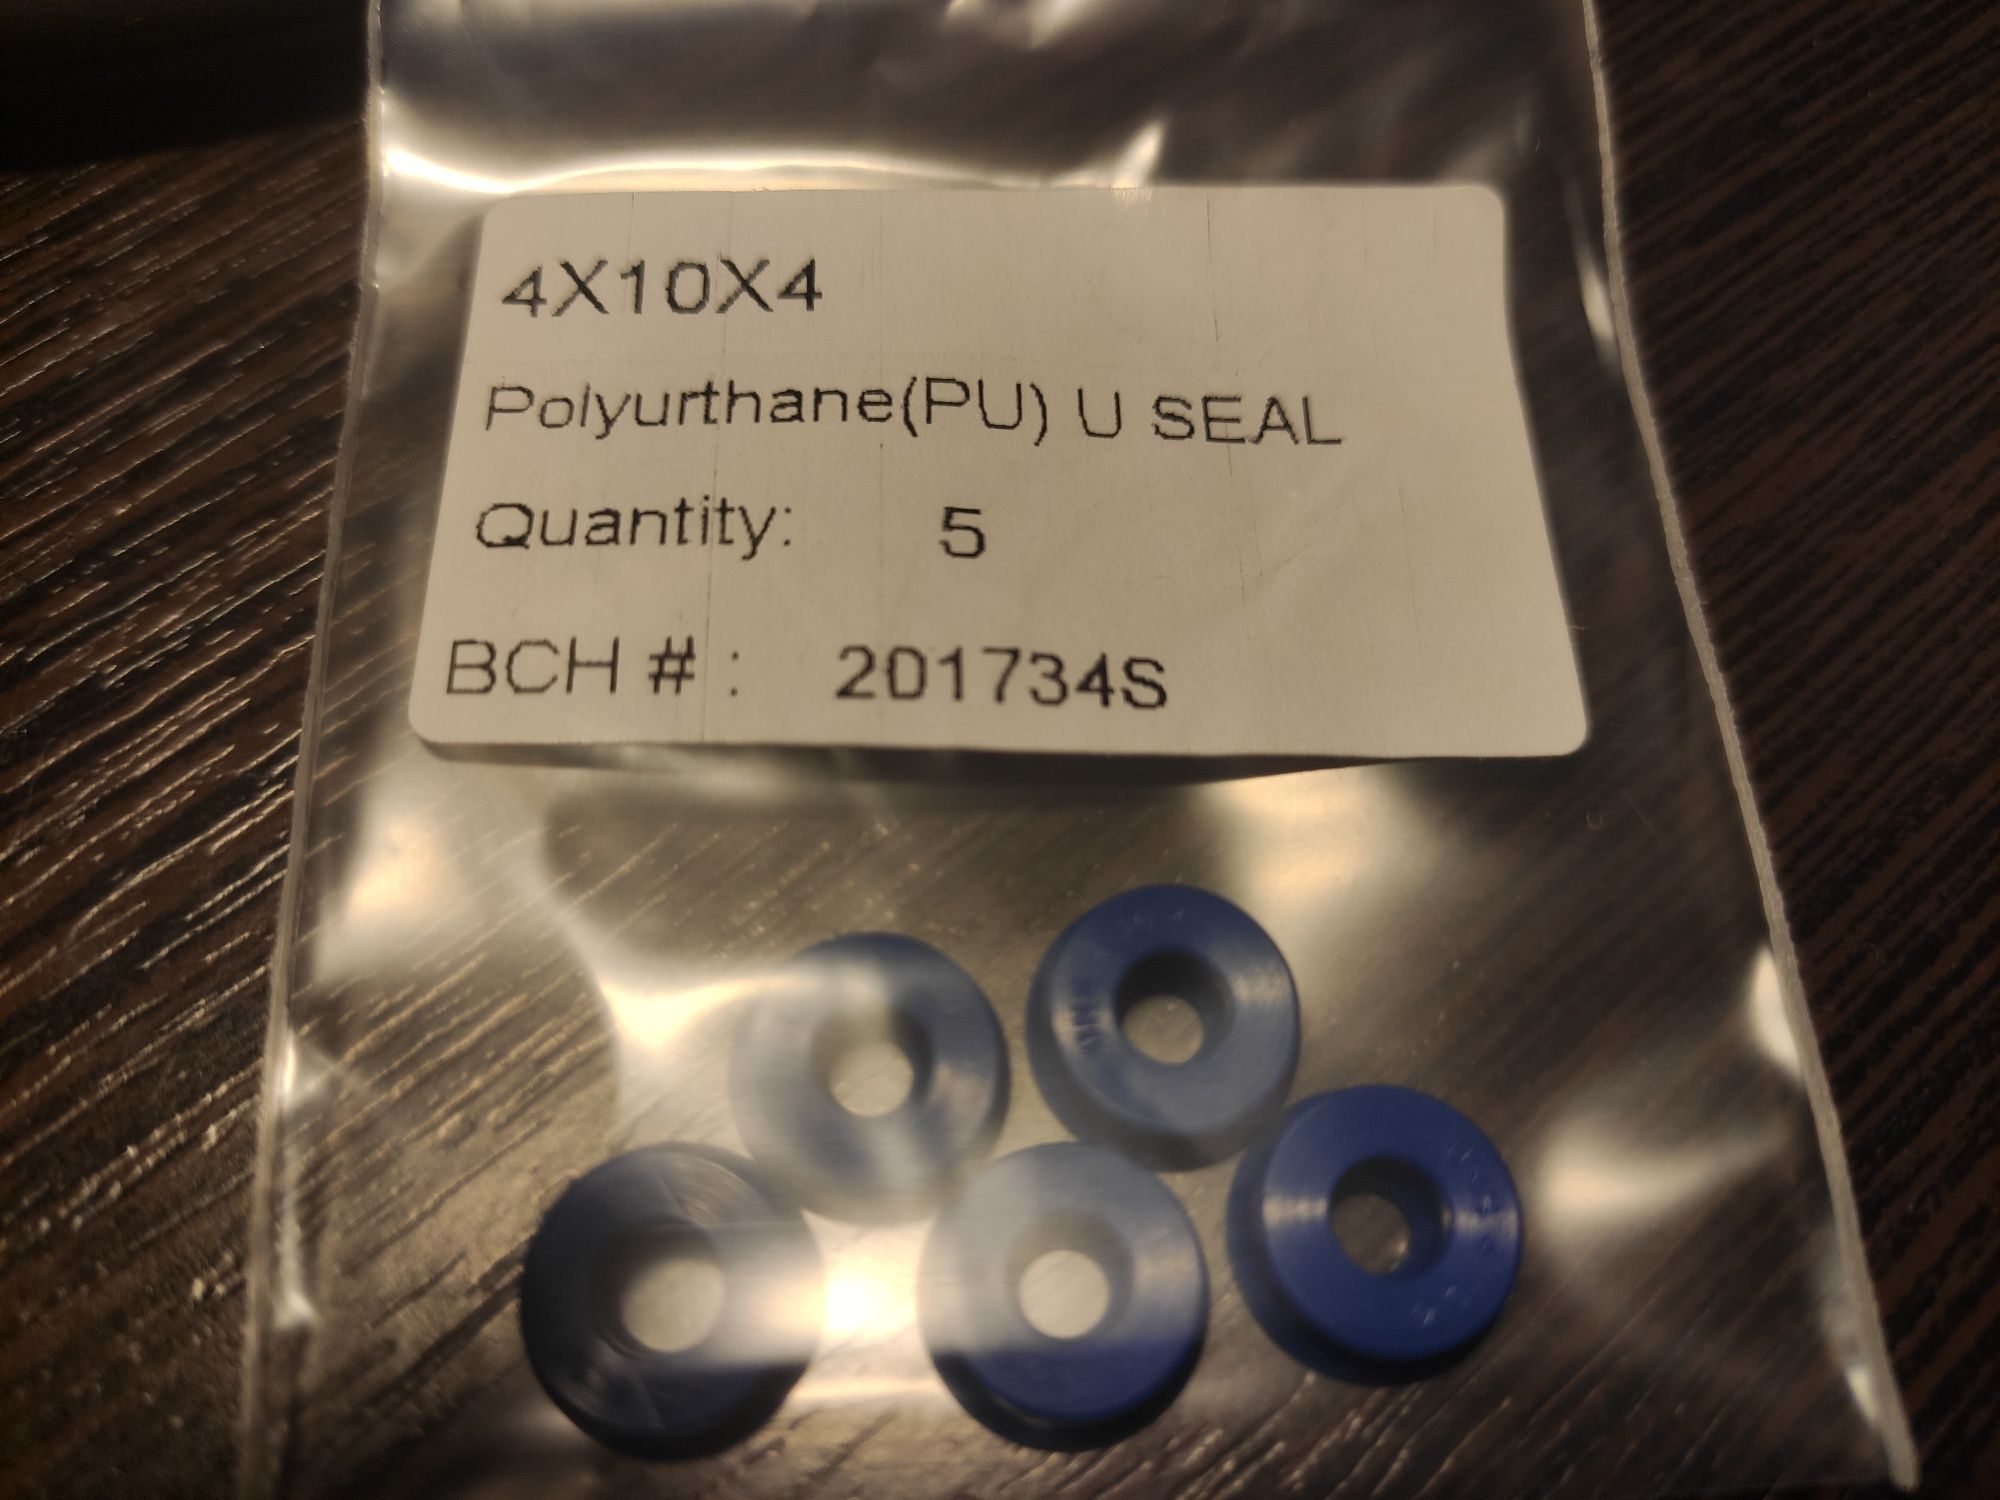 4X10X4
Polyurthane(PU) U SEAL
Quantity: 5
BCH # : 201734S